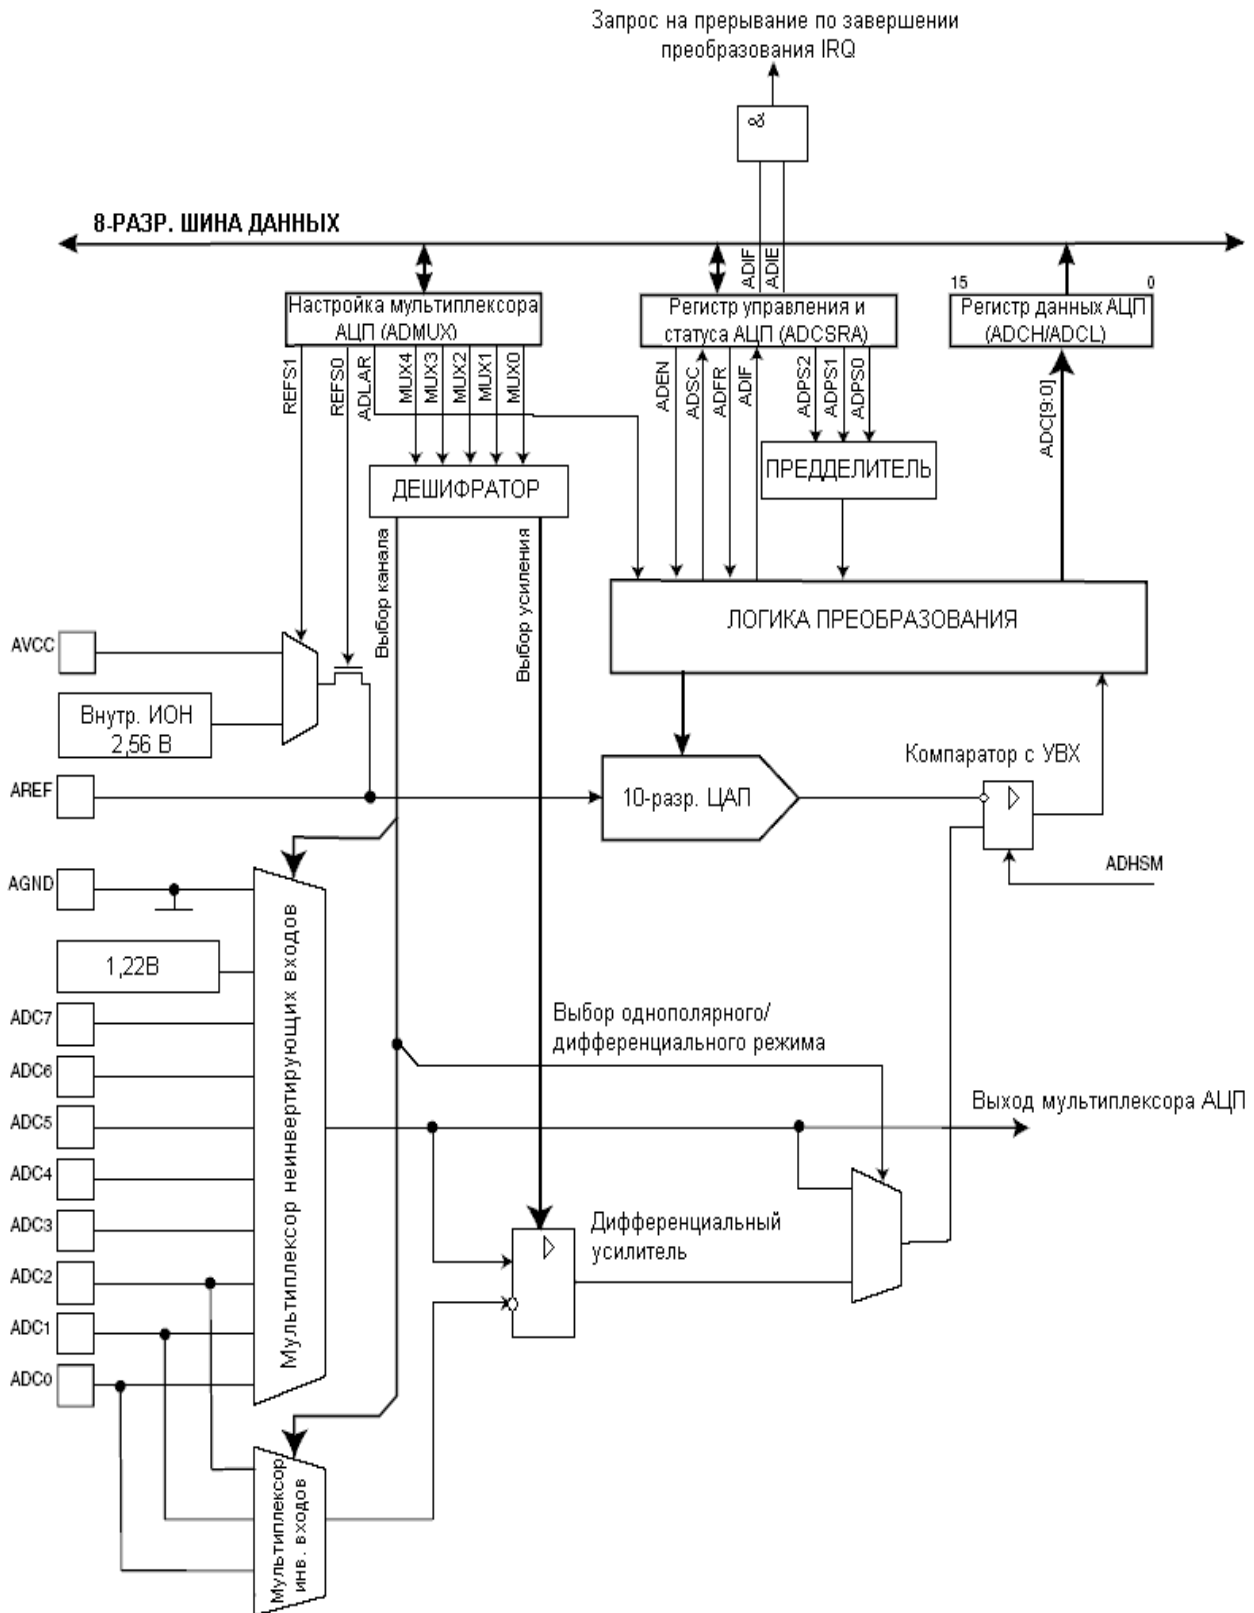 Запрос на прерывание по завершении
преобразования IRQ
&
8-РАЗР. ШИНА ДАННЫХ
ADIF
ADIE
15
0
Настройка мультиплексора
АЦП (ADMUX)
Регистр управления и
статуса АЦП (ADCSRA)
Регистр данных АЦП
(ADCH/ADCL)
REFS1
REFS0
ADLAR
MUX4
MUX3
MUX2
MUX1
MUX0
ADEN
ADSC
ADFR
ADIF
ADPS2
ADPS1
ADPS0
ADC[9:0]
ДЕШИФРАТОР
ПРЕДДЕЛИТЕЛЬ
Выбор канала
Выбор усиления
ЛОГИКА ПРЕОБРАЗОВАНИЯ
AVCC
Внутр. ИОН
2,56 В
Компаратор с УВХ
AREF
10-разр. ЦАП
ADHSM
AGND
1,22В
Мультиплексор неинвертирующих входов
ADC7
ADC6
ADC5
ADC4
ADC3
ADC2
ADC1
ADC0
Выбор однополярного/
дифференциального режима
Выход мультиплексора АЦП
Дифференциальный
усилитель
Мультиплексор
инв. входов